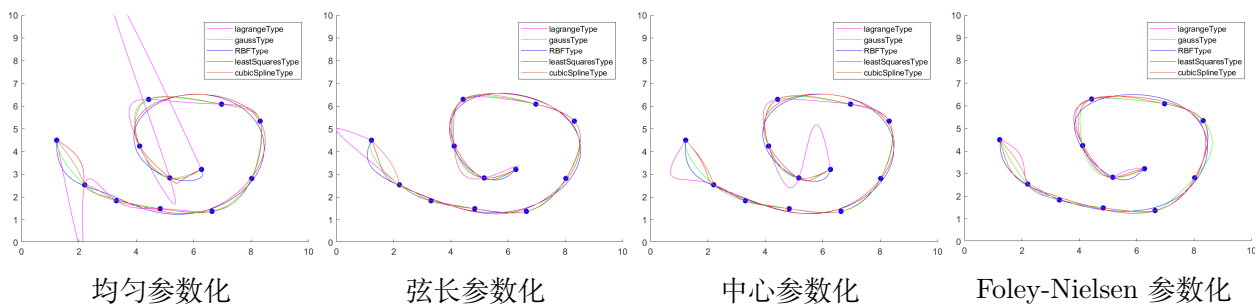 10
9
8
7
6
5
4
3
2
1
0
0 2 4 6 8 10
lagrangeType
gaussType
RBFType
leastSquaresType
cubicSplineType
均匀参数化
10
9
8
7
6
5
4
3
2
1
0
0 2 4 6 8 10
lagrangeType
gaussType
RBFType
leastSquaresType
cubicSplineType
弦长参数化
10
9
8
7
6
5
4
3
2
1
0
0 2 4 6 8 10
lagrangeType
gaussType
RBFType
leastSquaresType
cubicSplineType
中心参数化
10
9
8
7
6
5
4
3
2
1
0
0 2 4 6 8 10
lagrangeType
gaussType
RBFType
leastSquaresType
cubicSplineType
Foley-Nielsen 参数化